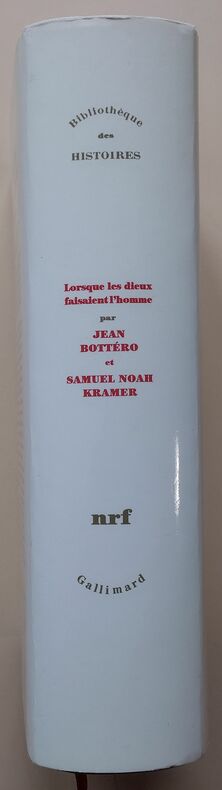 Bibliothèque
des
HISTOIRES
Lorsque les dieux
faisaient l'homme
par
JEAN
BOTTÉRO
et
SAMUEL NOAH
KRAMER
nrf
Gallimard